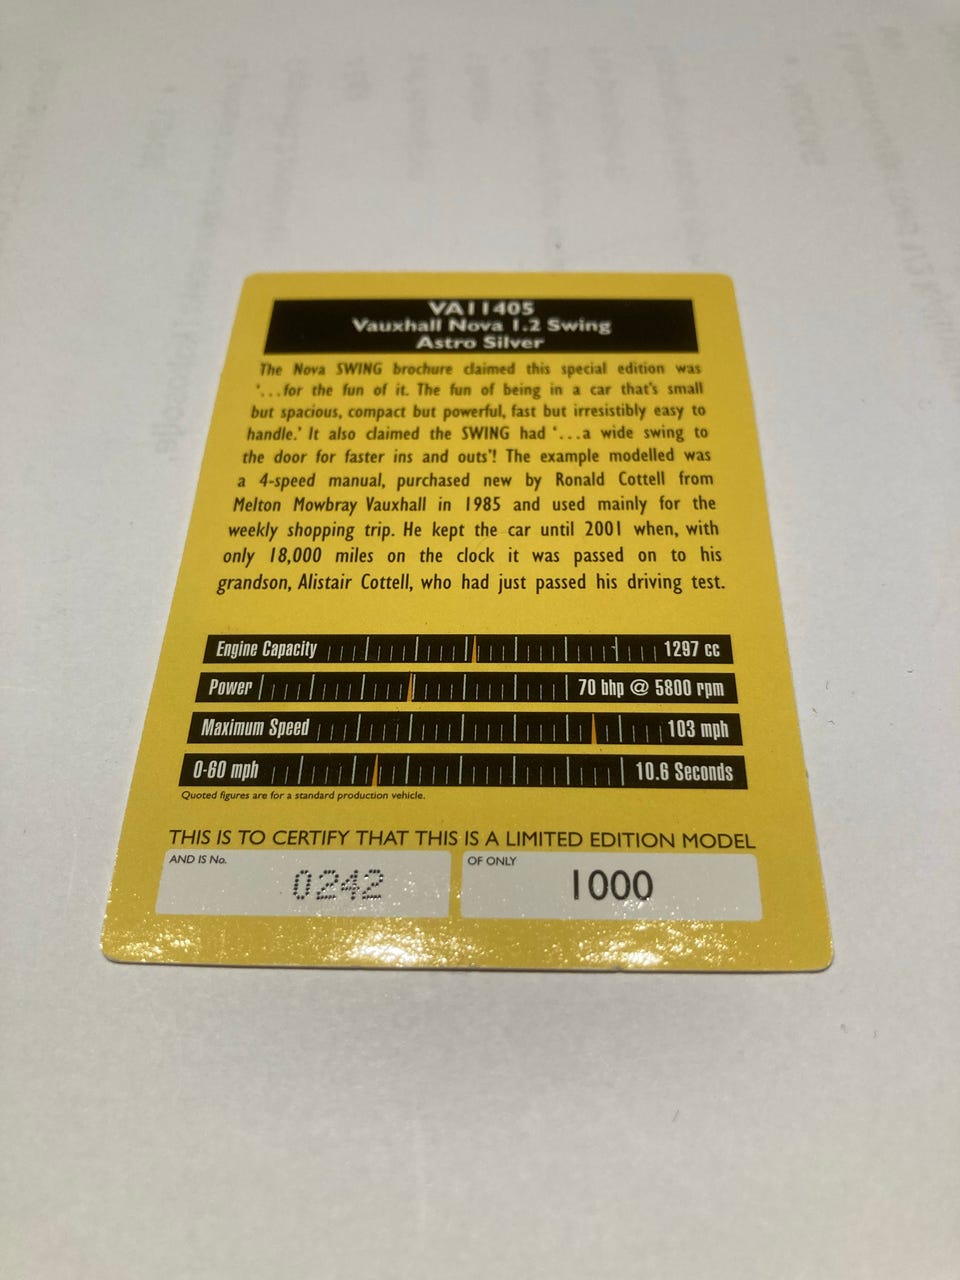 VA11405
Vauxhall Nova 1.2 Swing
Astro Silver
The Nova SWING brochure claimed this special edition was
‘...for the fun of it. The fun of being in a car that's small
but spacious, compact but powerful, fast but irresistibly easy to
handle.’ It also claimed the SWING had ‘...a wide swing to
the door for faster ins and outs’! The example modelled was
a 4-speed manual, purchased new by Ronald Cottell from
Melton Mowbray Vauxhall in 1985 and used mainly for the
weekly shopping trip. He kept the car until 2001 when, with
only 18,000 miles on the clock it was passed on to his
grandson, Alistair Cottell, who had just passed his driving test.
Engine Capacity 1297 cc
Power 70 bhp @ 5800 rpm
Maximum Speed 103 mph
0-60 mph 10.6 Seconds
Quoted figures are for a standard production vehicle.
THIS IS TO CERTIFY THAT THIS IS A LIMITED EDITION MODEL
AND IS No. OF ONLY
0242 1000